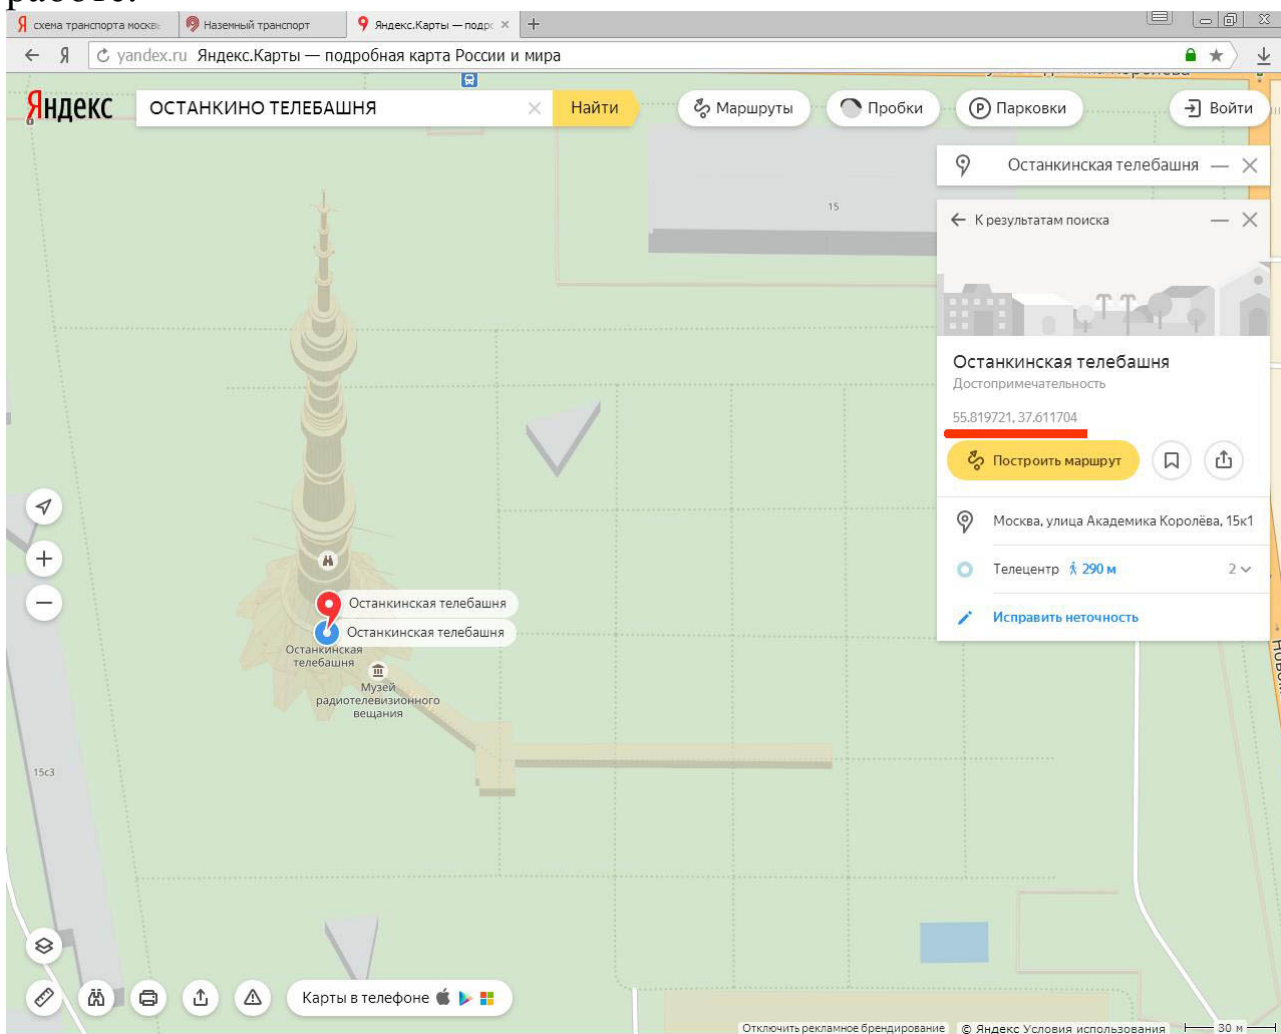 работе.
схема транспорта москв
Наземный транспорт
Яндекс.Карты — подро
yandex.ru Яндекс.Карты — подробная карта России и мира
Яндекс
ОСТАНКИНО ТЕЛЕБАШНЯ
Найти
Маршруты
Пробки
Парковки
Войти
Останкинская телебашня
15
К результатам поиска
Останкинская телебашня
Достопримечательность
55.819721, 37.611704
Построить маршрут
Москва, улица Академика Королёва, 15к1
Телецентр 290 м 2
Исправить неточность
Останкинская телебашня
Останкинская телебашня
Останкинская
телебашня
Музей
радиотелевизионного
вещания
15с3
Карты в телефоне
Отключить рекламное брендирование © Яндекс Условия использования 30 м